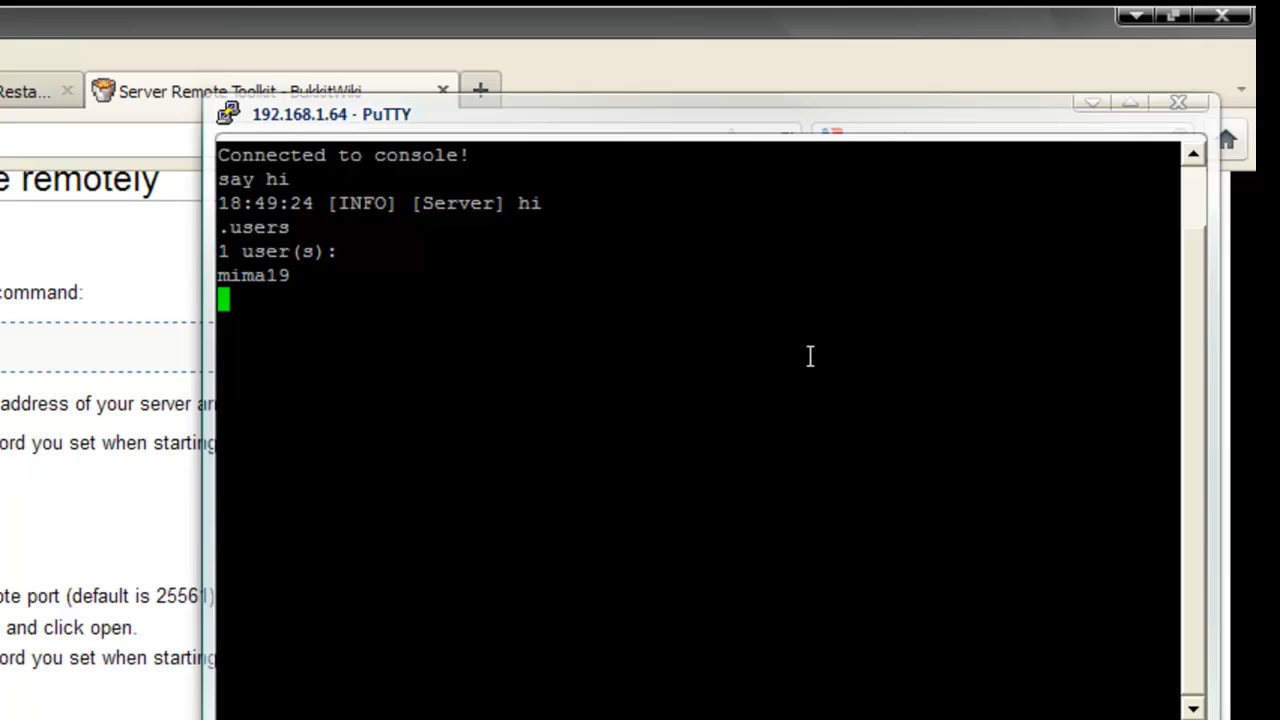 Resta...
Server Remote Toolkit - BukkitWiki
192.168.1.64 - PuTTY
e remotely
Connected to console!
say hi
18:49:24 [INFO] [Server] hi
.users
1 user(s):
mima19
command:
address of your server
ord you set when starting
ote port (default is 25561)
and click open.
ord you set when starting